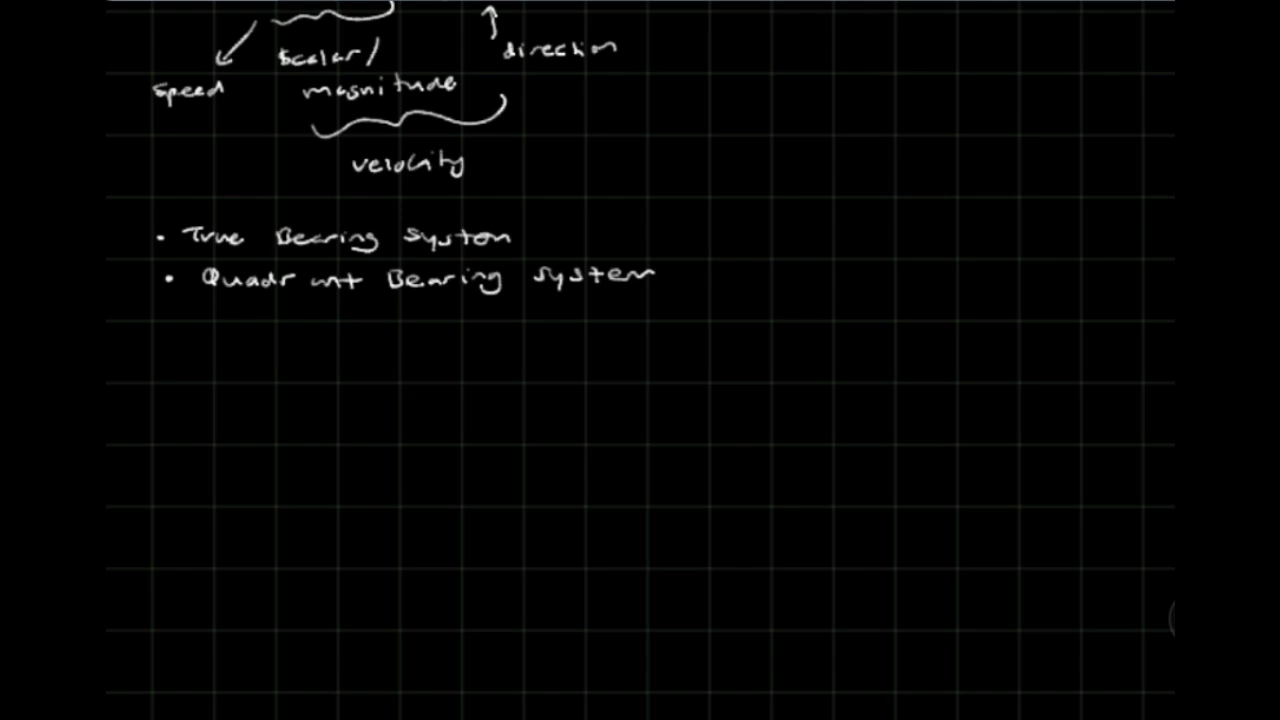 direction
scalar/
speed magnitude
velocity
• True Bearing System
• Quadrant Bearing system